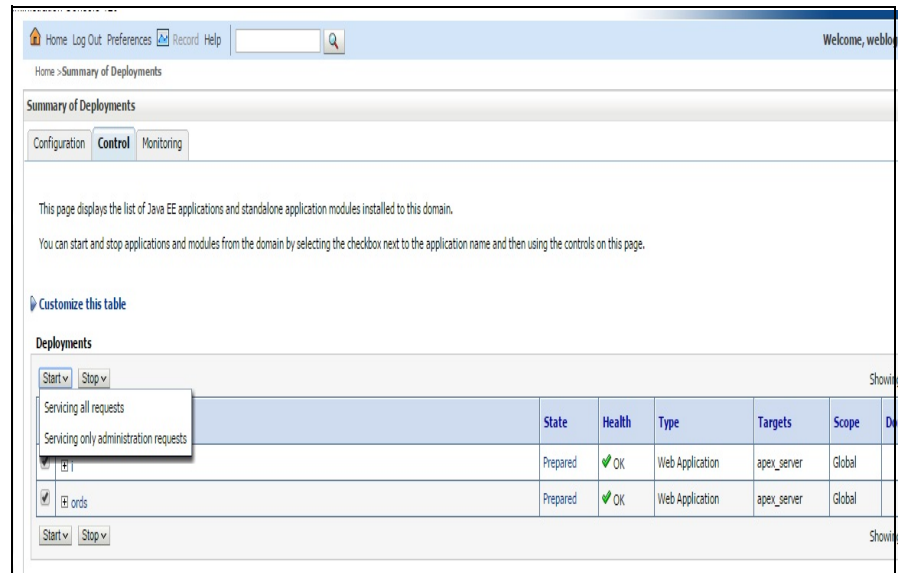 Home Log Out Preferences Record Help
Welcome, weblog
Home >Summary of Deployments
Summary of Deployments
Configuration Control Monitoring
This page displays the list of Java EE applications and standalone application modules installed to this domain.
You can start and stop applications and modules from the domain by selecting the checkbox next to the application name and then using the controls on this page.
Customize this table
Deployments
Start Stop
Showing
Servicing all requests
Servicing only administration requests
State Health Type Targets Scope
i Prepared OK Web Application apex_server Global
ords Prepared OK Web Application apex_server Global
Start Stop
Showing